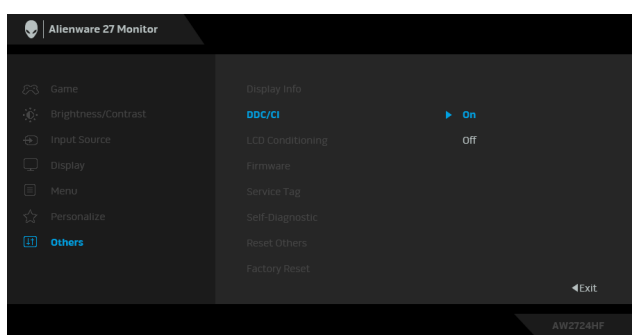 Alienware 27 Monitor
Game
Display Info
Brightness/Contrast
DDC/CI
On
Input Source
LCD Conditioning
Off
Display
Firmware
Menu
Service Tag
Personalize
Self-Diagnostic
Others
Reset Others
Factory Reset
Exit
AW2724HF